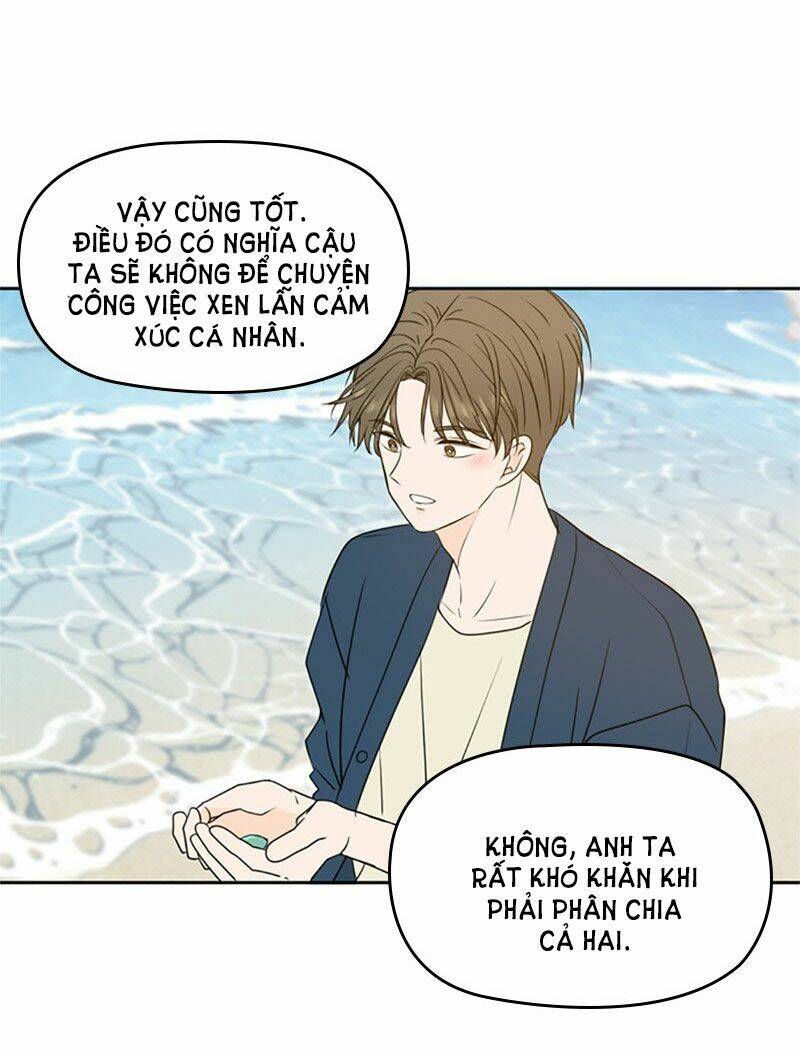 VẬY CŨNG TỐT.
ĐIỀU ĐÓ CÓ NGHĨA CẬU
TA SẼ KHÔNG ĐỂ CHUYỆN
CÔNG VIỆC XEN LẪN CẢM
XÚC CÁ NHÂN.
KHÔNG, ANH TA
RẤT KHÓ KHĂN KHI
PHẢI PHÂN CHIA
CẢ HAI.